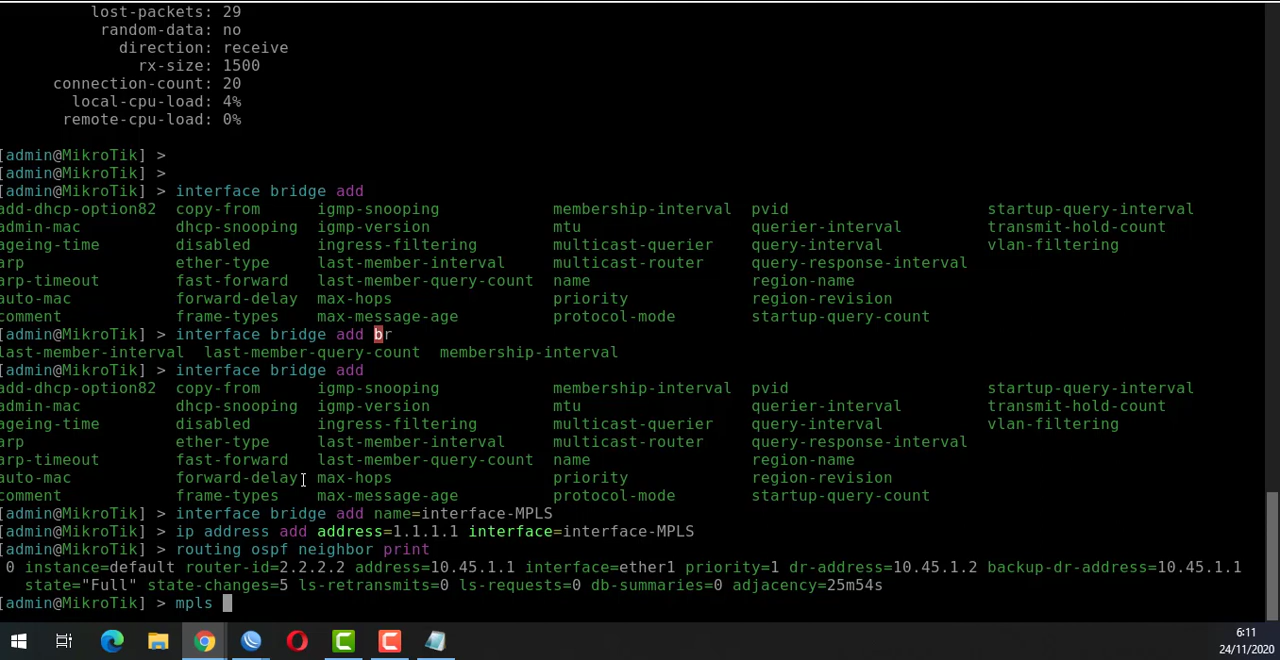 lost-packets: 29
random-data: no
direction: receive
rx-size: 1500
connection-count: 20
local-cpu-load: 4%
remote-cpu-load: 0%
[admin@MikroTik] >
[admin@MikroTik] >
[admin@MikroTik] > interface bridge add
add-dhcp-option82 copy-from igmp-snooping membership-interval pvid startup-query-interval
admin-mac dhcp-snooping igmp-version mtu querier-interval transmit-hold-count
ageing-time disabled ingress-filtering multicast-querier query-interval vlan-filtering
arp ether-type last-member-interval multicast-router query-response-interval
arp-timeout fast-forward last-member-query-count name region-name
auto-mac forward-delay max-hops priority region-revision
comment frame-types max-message-age protocol-mode startup-query-count
[admin@MikroTik] > interface bridge add br
last-member-interval last-member-query-count membership-interval
[admin@MikroTik] > interface bridge add
add-dhcp-option82 copy-from igmp-snooping membership-interval pvid startup-query-interval
admin-mac dhcp-snooping igmp-version mtu querier-interval transmit-hold-count
ageing-time disabled ingress-filtering multicast-querier query-interval vlan-filtering
arp ether-type last-member-interval multicast-router query-response-interval
arp-timeout fast-forward last-member-query-count name region-name
auto-mac forward-delay max-hops priority region-revision
comment frame-types max-message-age protocol-mode startup-query-count
[admin@MikroTik] > interface bridge add name=interface-MPLS
[admin@MikroTik] > ip address add address=1.1.1.1 interface=interface-MPLS
[admin@MikroTik] > routing ospf neighbor print
0 instance=default router-id=2.2.2.2 address=10.45.1.1 interface=ether1 priority=1 dr-address=10.45.1.2 backup-dr-address=10.45.1.1
state="Full" state-changes=5 ls-retransmits=0 ls-requests=0 db-summaries=0 adjacency=25m54s
[admin@MikroTik] > mpls
6:11
24/11/2020